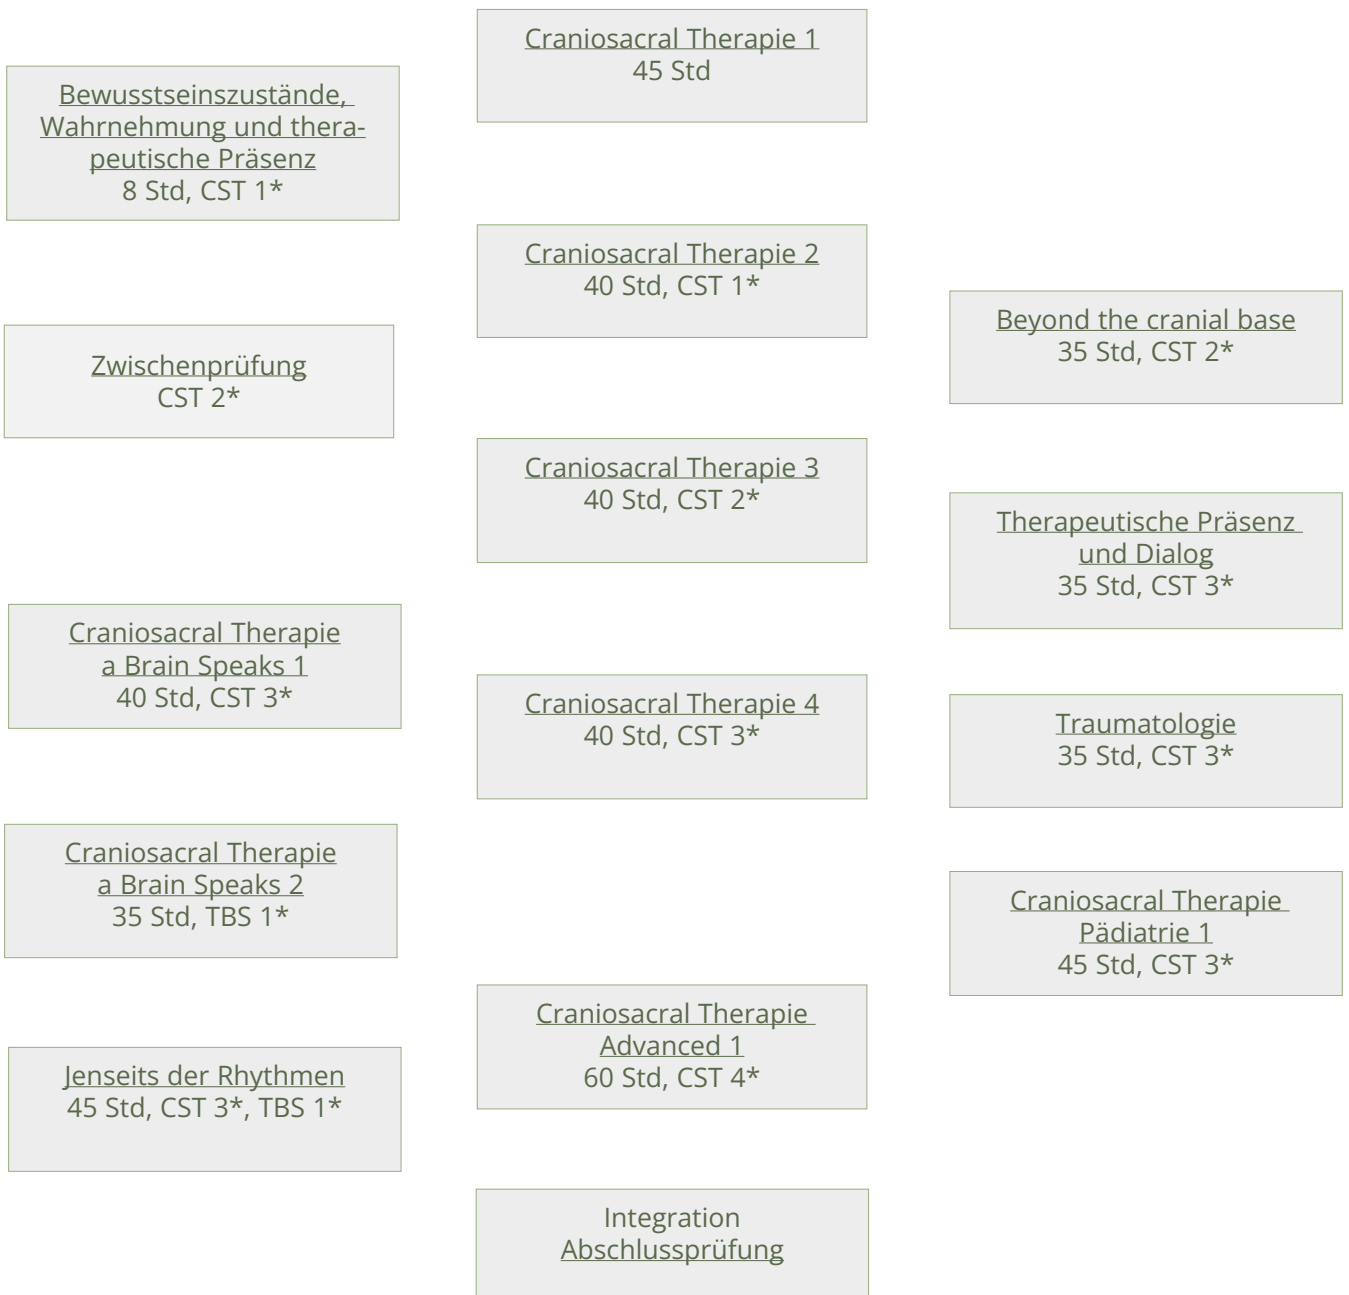 Craniosacral Therapie 1
45 Std
Bewusstseinszustände,
Wahrnehmung und thera-
peutische Präsenz
8 Std, CST 1*
Craniosacral Therapie 2
40 Std, CST 1*
Beyond the cranial base
35 Std, CST 2*
Zwischenprüfung
CST 2*
Craniosacral Therapie 3
40 Std, CST 2*
Therapeutische Präsenz
und Dialog
35 Std, CST 3*
Craniosacral Therapie
a Brain Speaks 1
40 Std, CST 3*
Craniosacral Therapie 4
40 Std, CST 3*
Traumatologie
35 Std, CST 3*
Craniosacral Therapie
a Brain Speaks 2
35 Std, TBS 1*
Craniosacral Therapie
Pädiatrie 1
45 Std, CST 3*
Craniosacral Therapie
Advanced 1
60 Std, CST 4*
Jenseits der Rhythmen
45 Std, CST 3*, TBS 1*
Integration
Abschlussprüfung